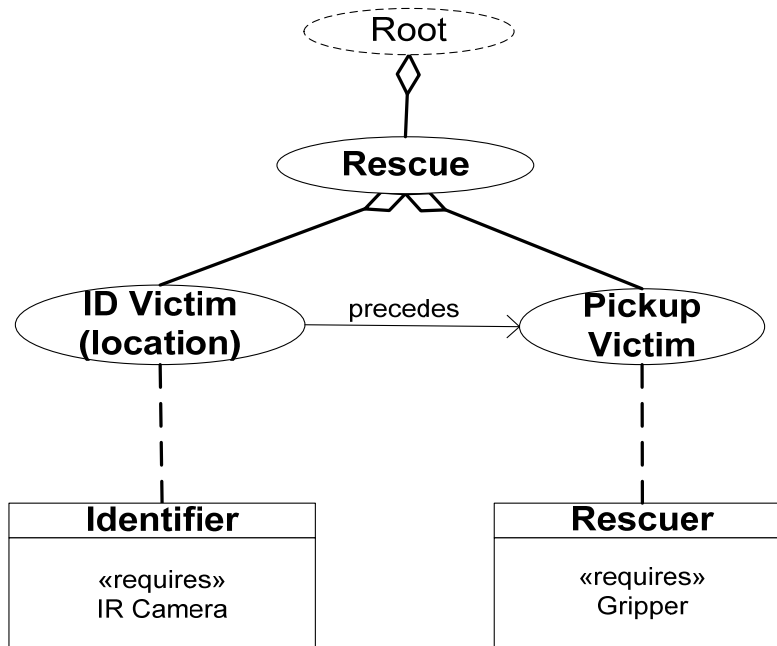 Root
Rescue
ID Victim
(location)
precedes
Pickup
Victim
Identifier
«requires»
IR Camera
Rescuer
«requires»
Gripper